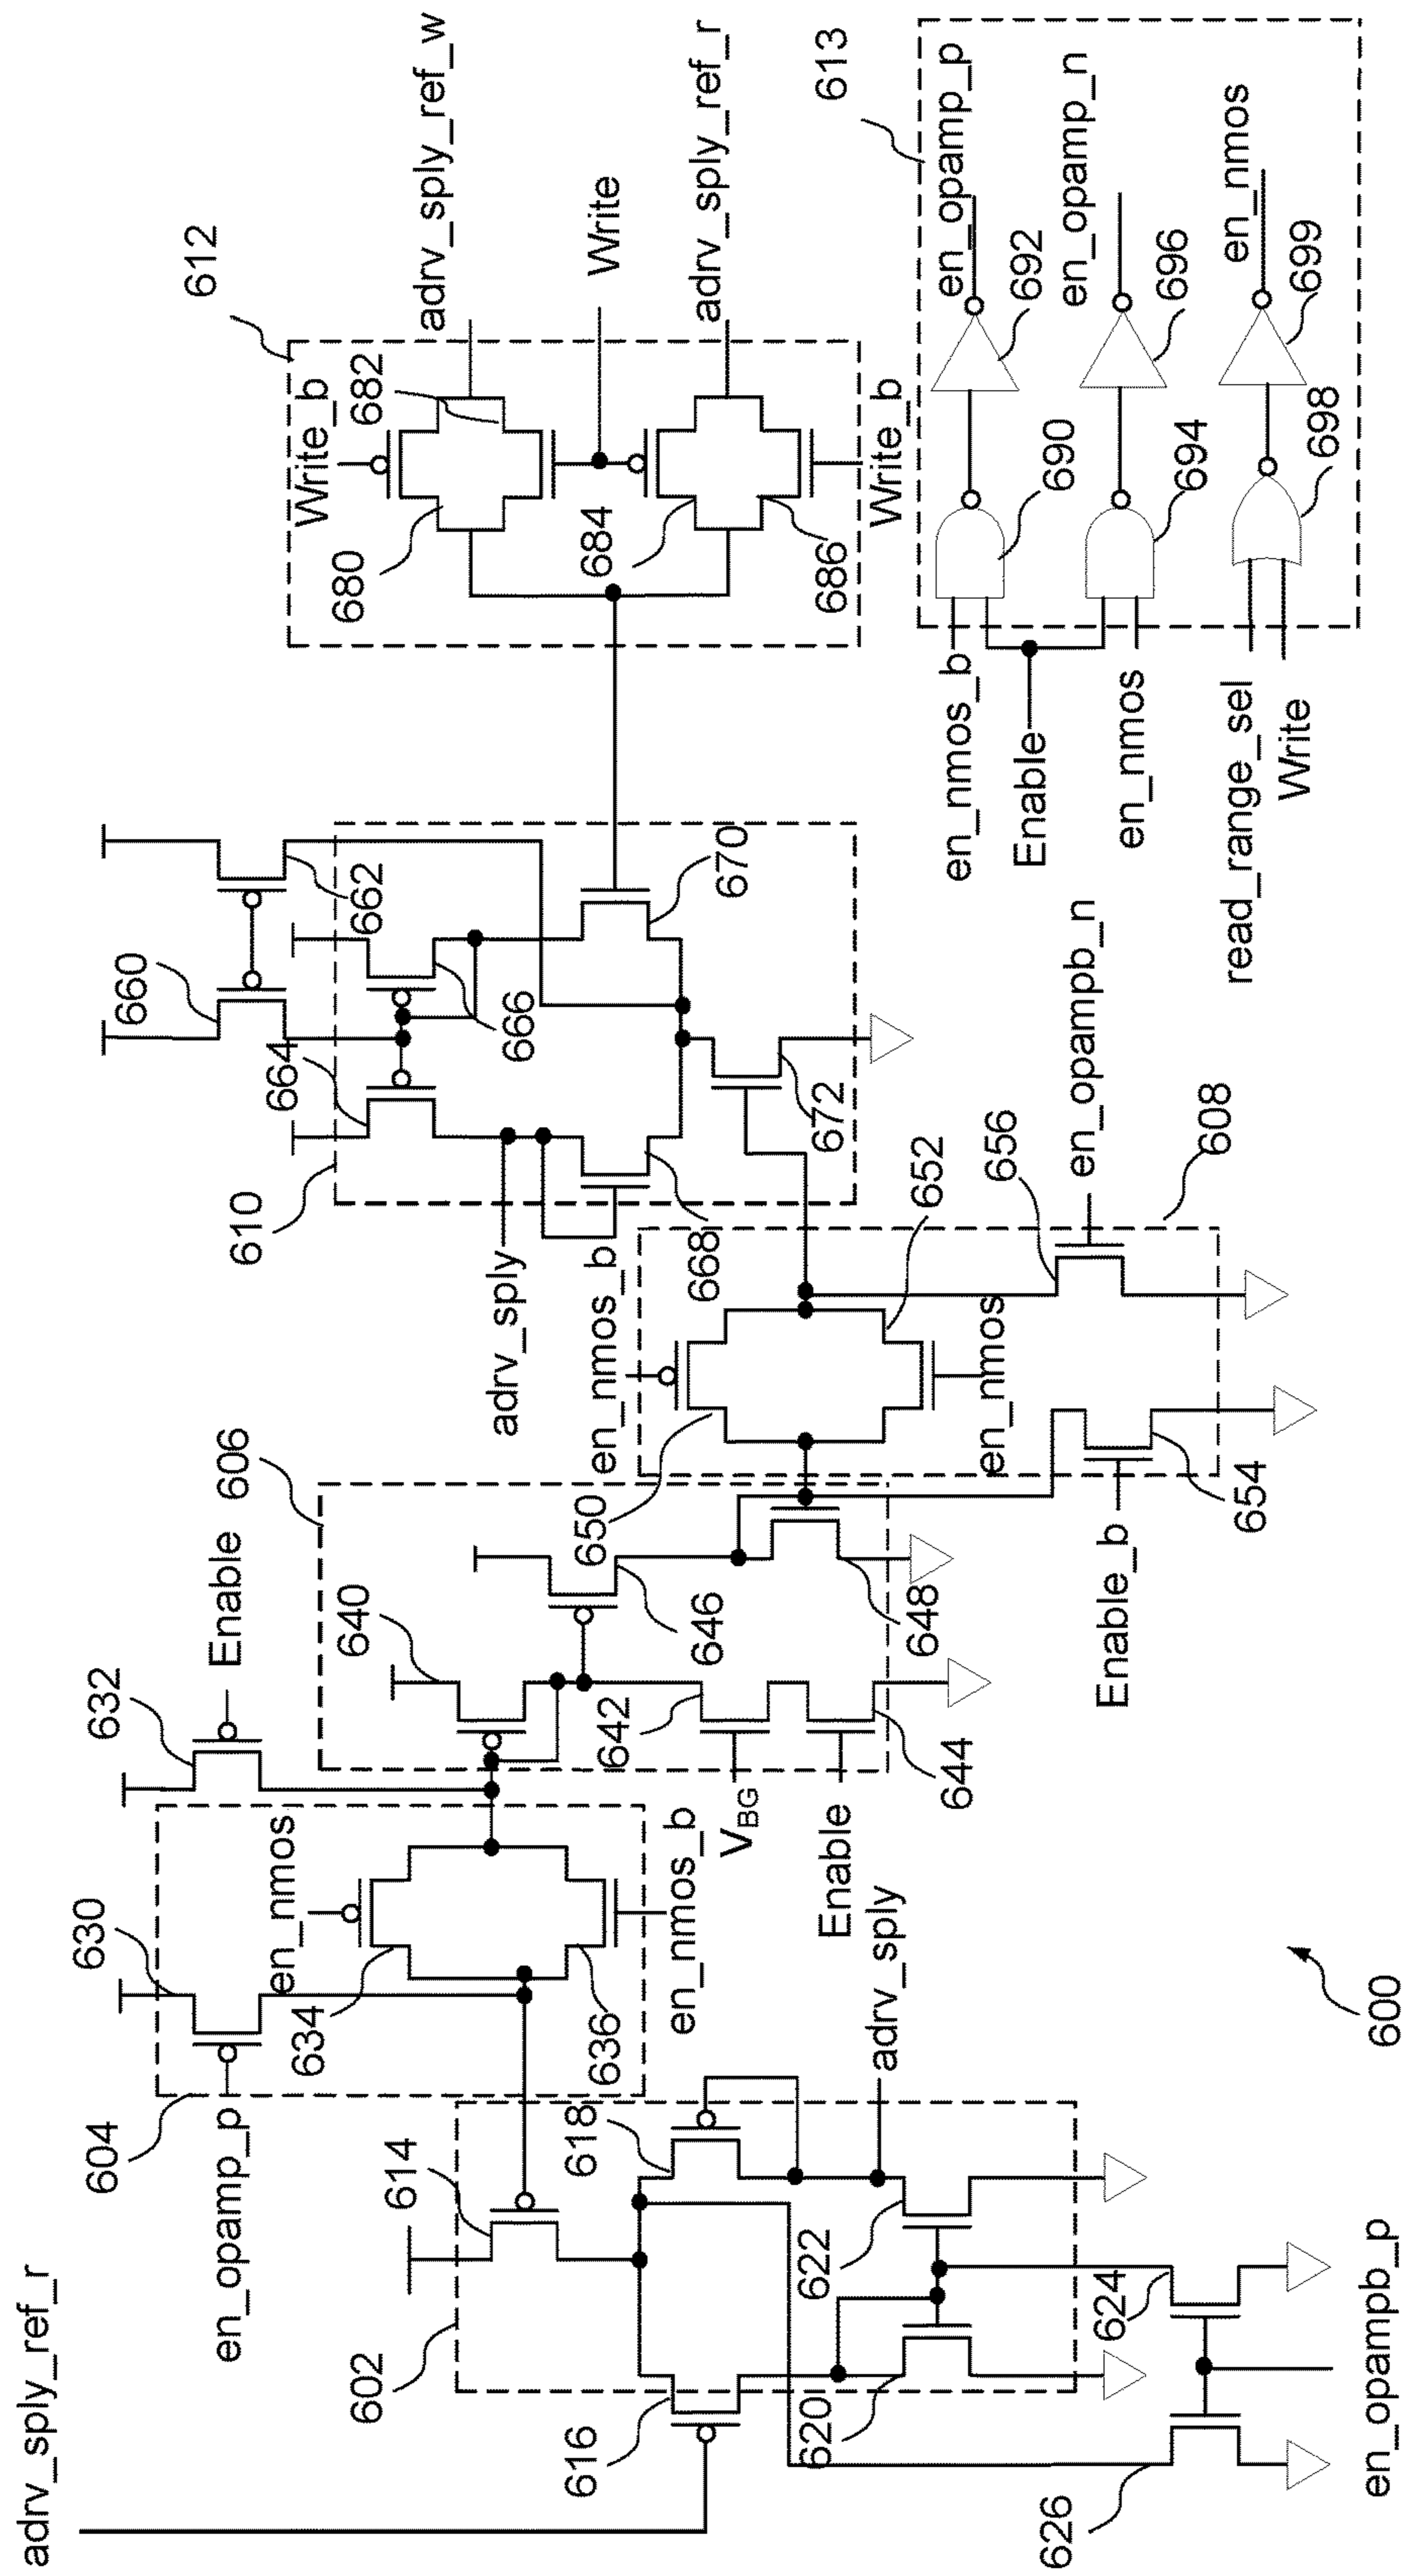 adrv_sply_ref_r
604
en_opamp_p
602
614
616
618
620
622
624
626
en_opampb_p
630
en_nmos
634
636
en_nmos_b
adrv_sply
600
632
Enable
606
640
642
V_BG
Enable
644
646
648
610
adrv_sply
en_nmos_b
650
652
en_nmos
Enable_b
654
656
608
en_opampb_n
660
662
664
666
668
670
672
612
Write_b
680
682
adrv_sply_ref_w
Write
684
adrv_sply_ref_r
686
Write_b
613
en_nmos_b
690
692
en_opamp_p
Enable
en_nmos
694
696
en_opamp_n
read_range_sel
Write
698
699
en_nmos